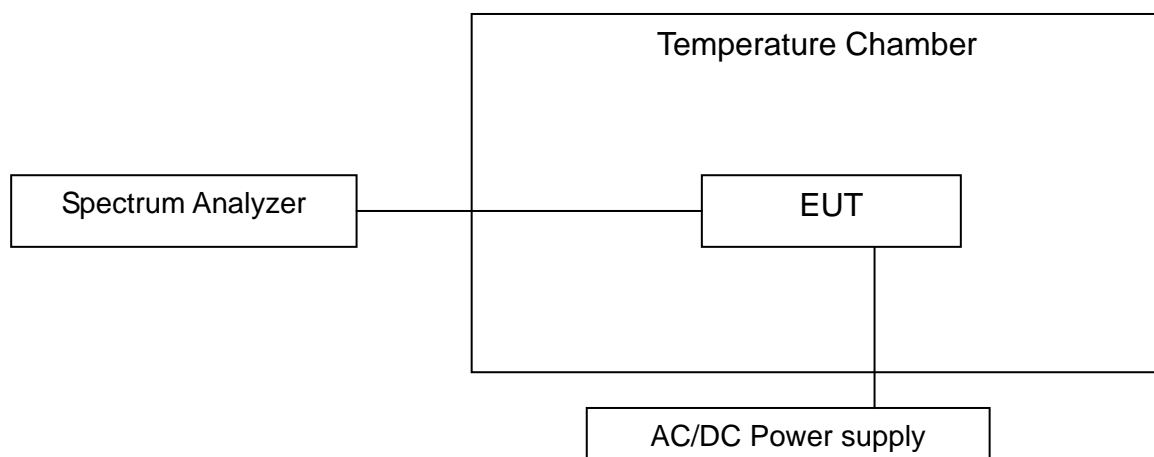 Temperature Chamber
Spectrum Analyzer
EUT
AC/DC Power supply